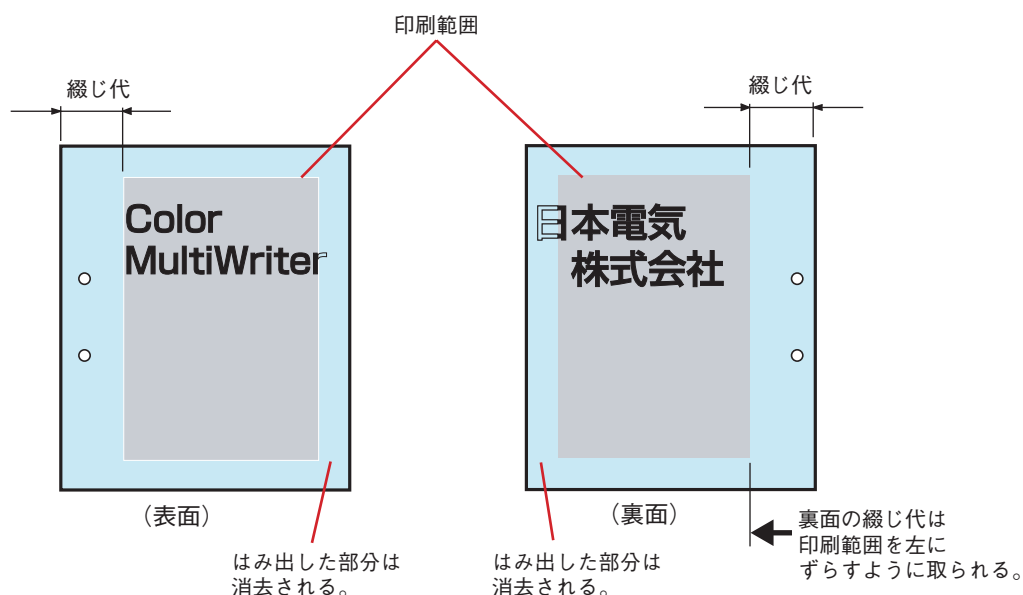 印刷範囲
綴じ代
綴じ代
Color
MultiWriter
日本電気
株式会社
（表面）
（裏面）
はみ出した部分は
消去される。
はみ出した部分は
消去される。
裏面の綴じ代は
印刷範囲を左に
ずらすように取られる。